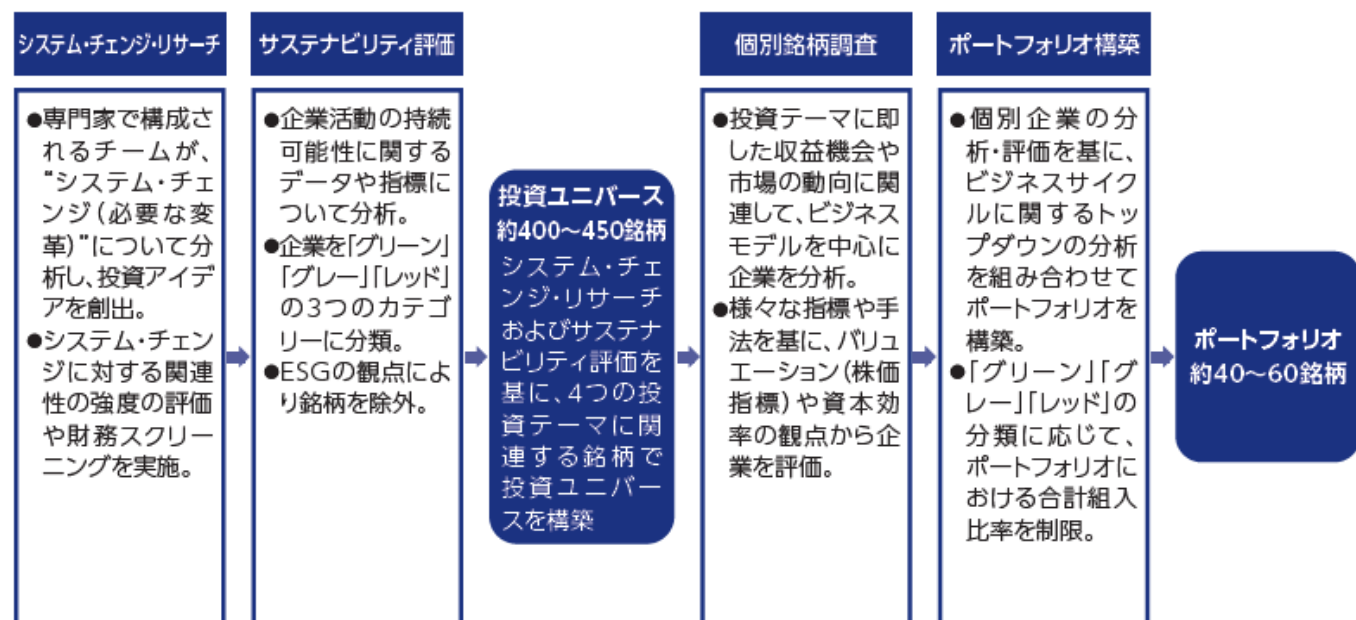 システム・チェンジ・リサーチ
●専門家で構成さ
れるチームが、
“システム・チェ
ンジ(必要な変
革)”について分
析し、投資アイデ
アを創出。
●システム・チェン
ジに対する関連
性の強度の評価
や財務スクリー
ニングを実施。
サステナビリティ評価
●企業活動の持続
可能性に関する
データや指標に
ついて分析。
●企業を「グリーン」
「グレー」「レッド」
の3つのカテゴ
リーに分類。
●ESGの観点によ
り銘柄を除外。
投資ユニバース
約400〜450銘柄
システム・チェ
ンジ・リサーチ
およびサステナ
ビリティ評価を
基に、4つの投
資テーマに関
連する銘柄で
投資ユニバー
スを構築
個別銘柄調査
●投資テーマに即
した収益機会や
市場の動向に関
連して、ビジネス
モデルを中心に
企業を分析。
●様々な指標や手
法を基に、バリュ
エーション(株価
指標)や資本効
率の観点から企
業を評価。
ポートフォリオ構築
●個別企業の分
析・評価を基に、
ビジネスサイク
ルに関するトッ
プダウンの分析
を組み合わせて
ポートフォリオを
構築。
●「グリーン」「グ
レー」「レッド」の
分類に応じて、
ポートフォリオに
おける合計組入
比率を制限。
ポートフォリオ
約40〜60銘柄